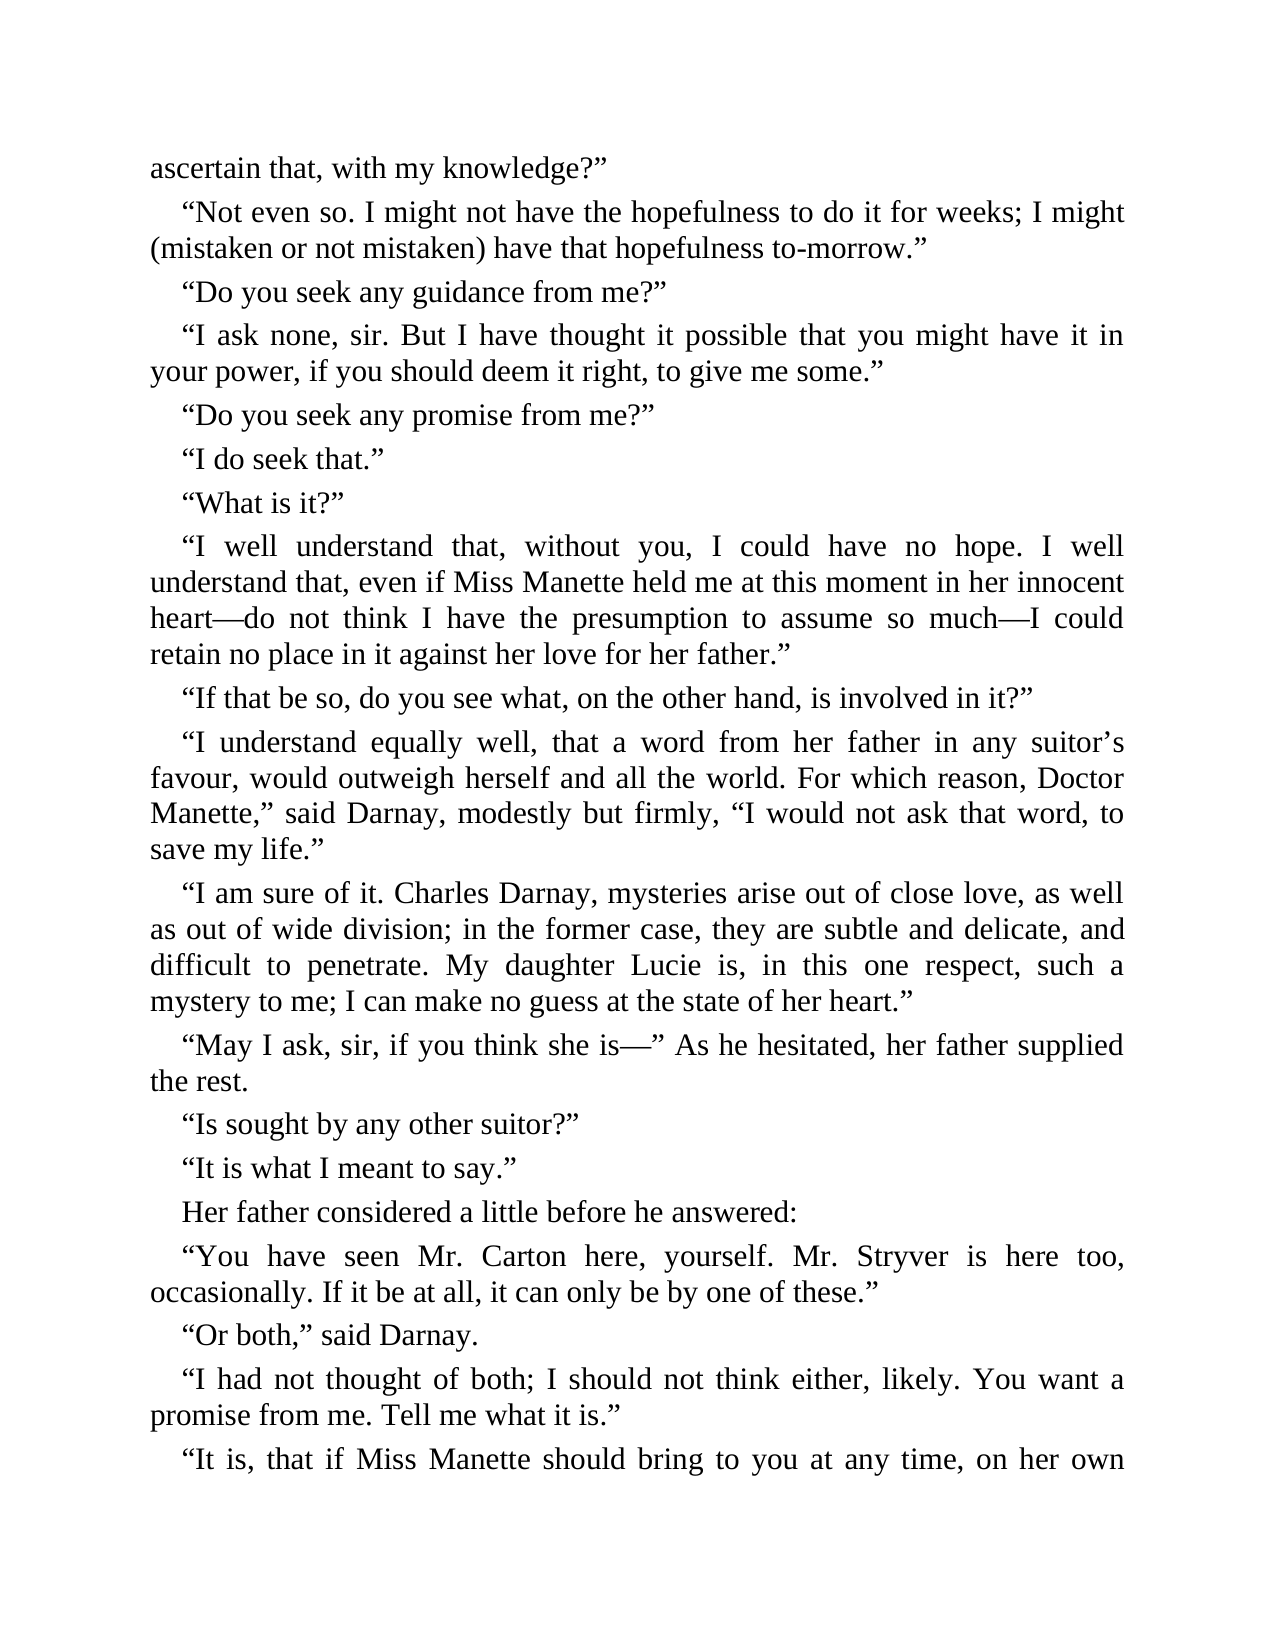 ascertain that, with my knowledge?”
“Not even so. I might not have the hopefulness to do it for weeks; I might
(mistaken or not mistaken) have that hopefulness to-morrow.”
“Do you seek any guidance from me?”
“I ask none, sir. But I have thought it possible that you might have it in
your power, if you should deem it right, to give me some.”
“Do you seek any promise from me?”
“I do seek that.”
“What is it?”
“I well understand that, without you, I could have no hope. I well
understand that, even if Miss Manette held me at this moment in her innocent
heart—do not think I have the presumption to assume so much—I could
retain no place in it against her love for her father.”
“If that be so, do you see what, on the other hand, is involved in it?”
“I understand equally well, that a word from her father in any suitor’s
favour, would outweigh herself and all the world. For which reason, Doctor
Manette,” said Darnay, modestly but firmly, “I would not ask that word, to
save my life.”
“I am sure of it. Charles Darnay, mysteries arise out of close love, as well
as out of wide division; in the former case, they are subtle and delicate, and
difficult to penetrate. My daughter Lucie is, in this one respect, such a
mystery to me; I can make no guess at the state of her heart.”
“May I ask, sir, if you think she is—” As he hesitated, her father supplied
the rest.
“Is sought by any other suitor?”
“It is what I meant to say.”
Her father considered a little before he answered:
“You have seen Mr. Carton here, yourself. Mr. Stryver is here too,
occasionally. If it be at all, it can only be by one of these.”
“Or both,” said Darnay.
“I had not thought of both; I should not think either, likely. You want a
promise from me. Tell me what it is.”
“It is, that if Miss Manette should bring to you at any time, on her own